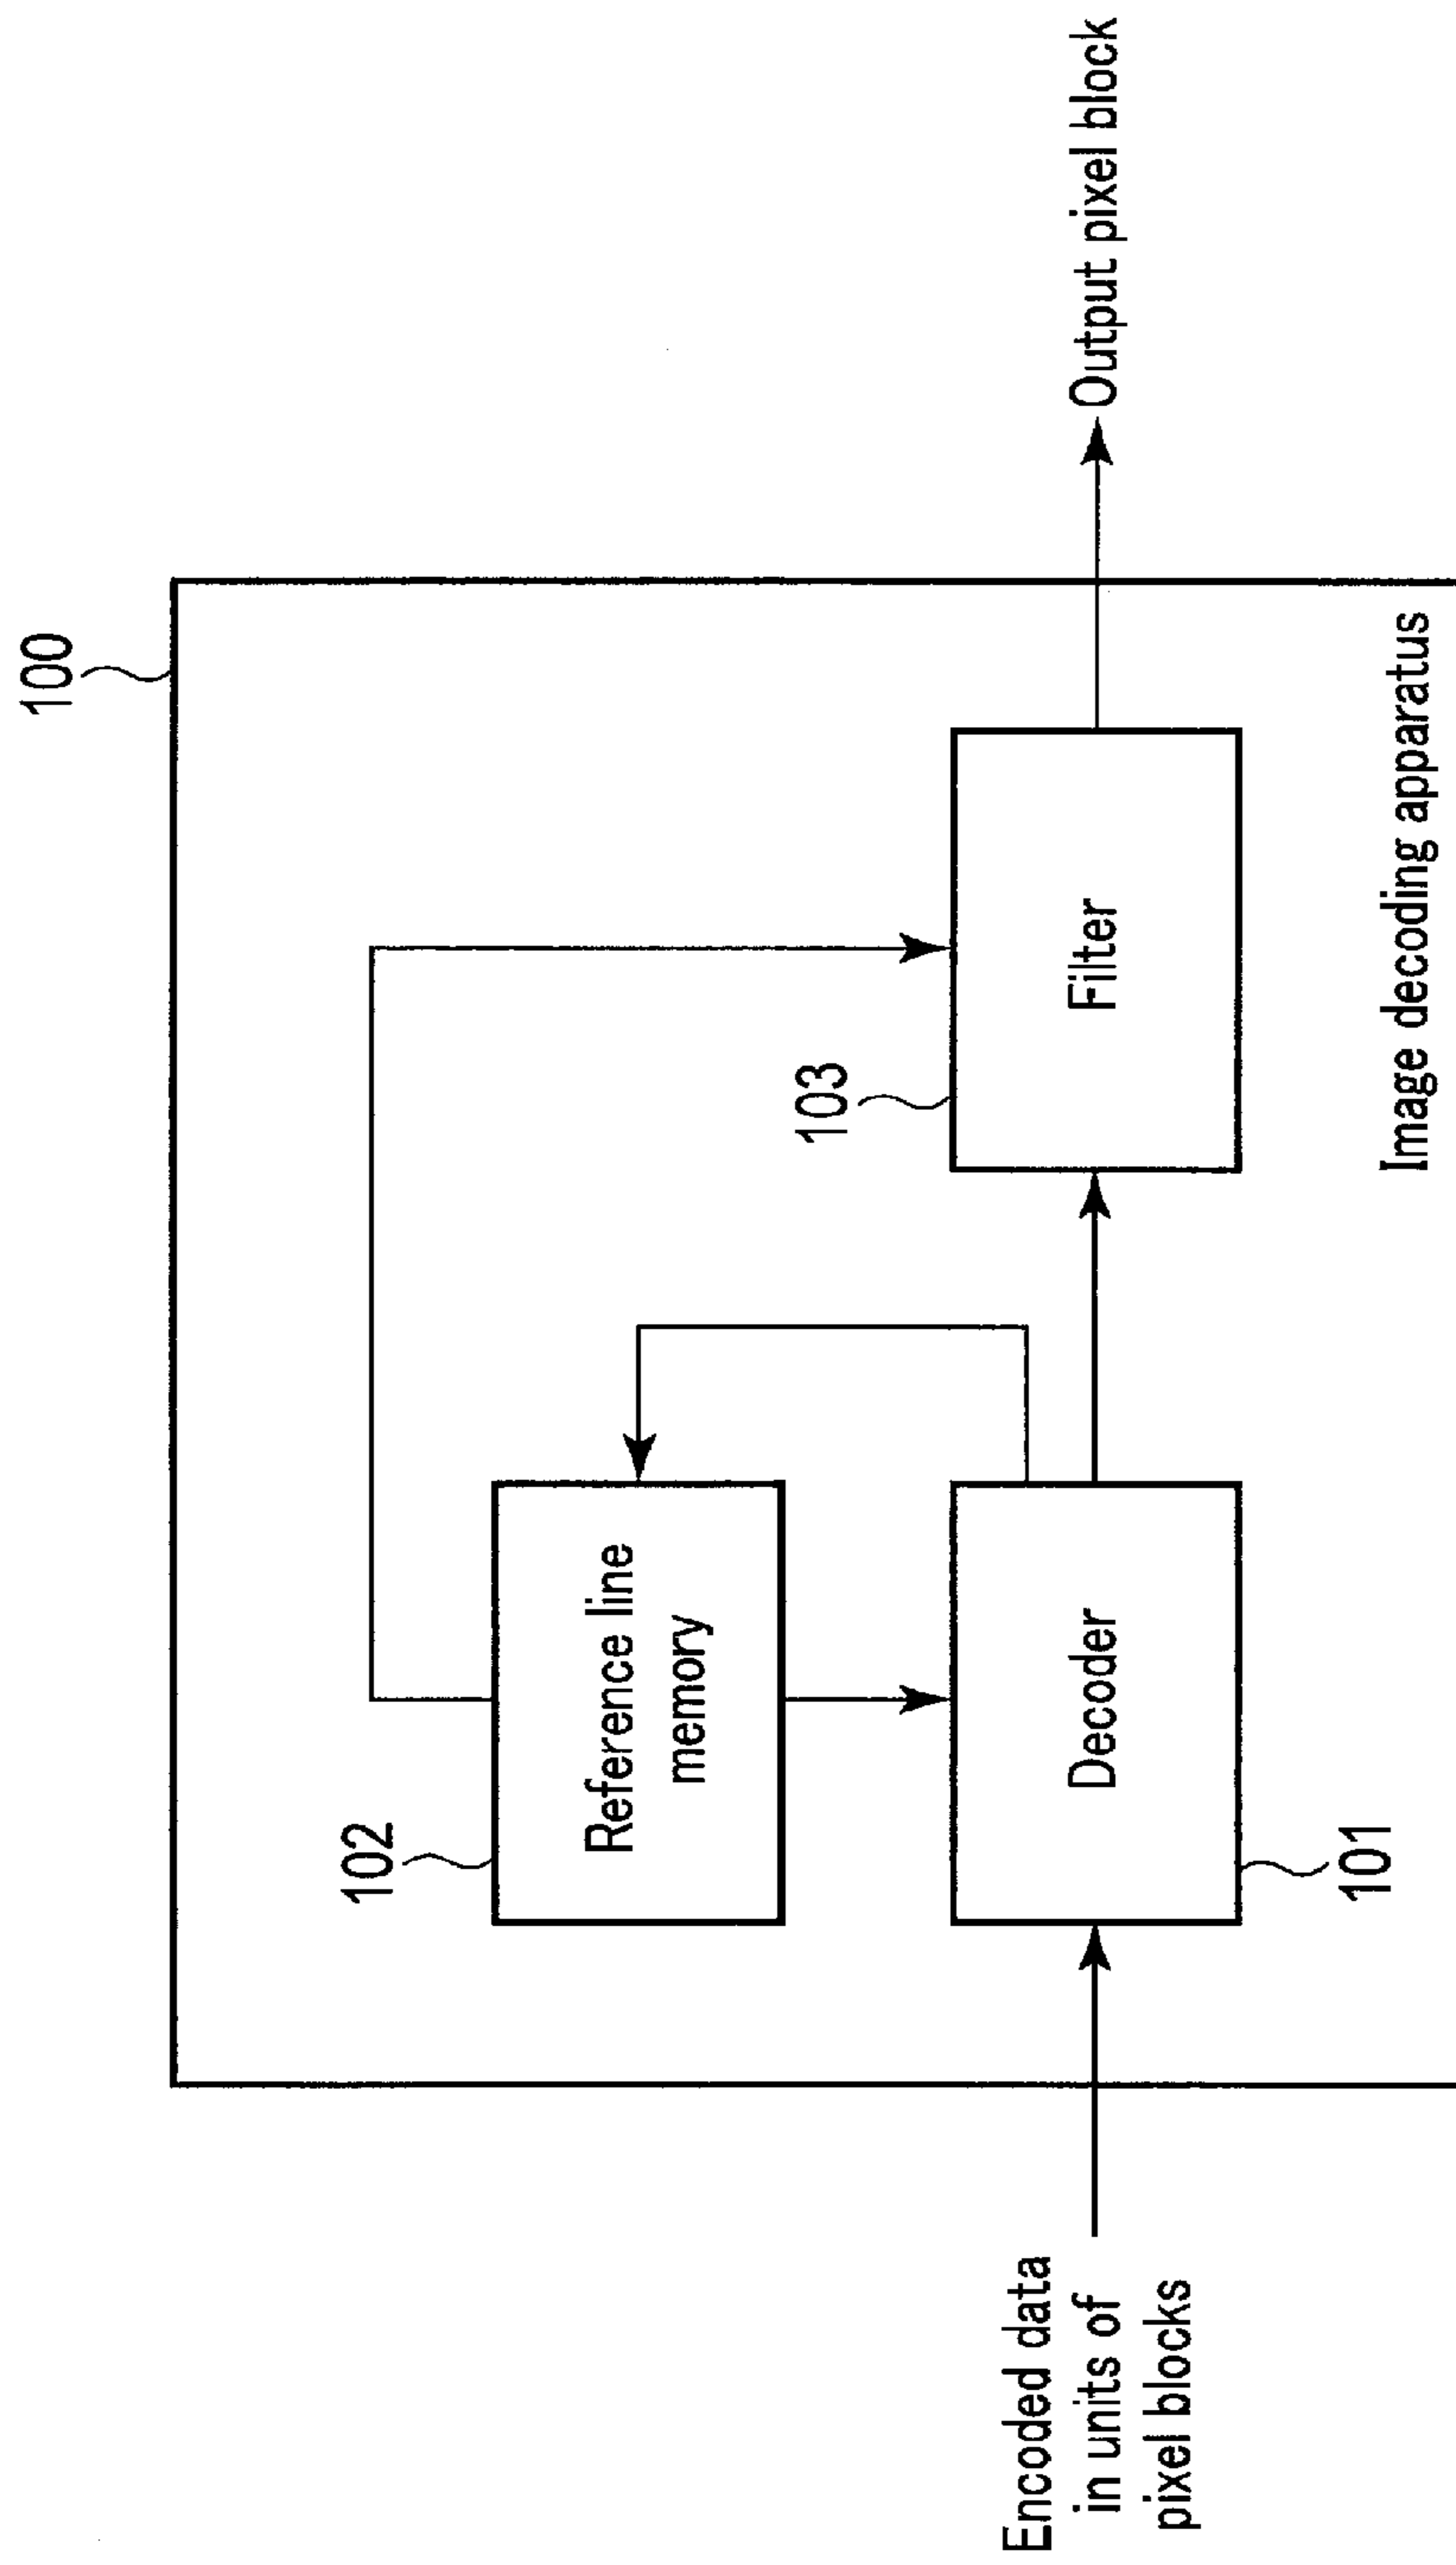 100
102
Reference line
memory
103
Filter
Decoder
101
Encoded data
in units of
pixel blocks
Output pixel block
Image decoding apparatus